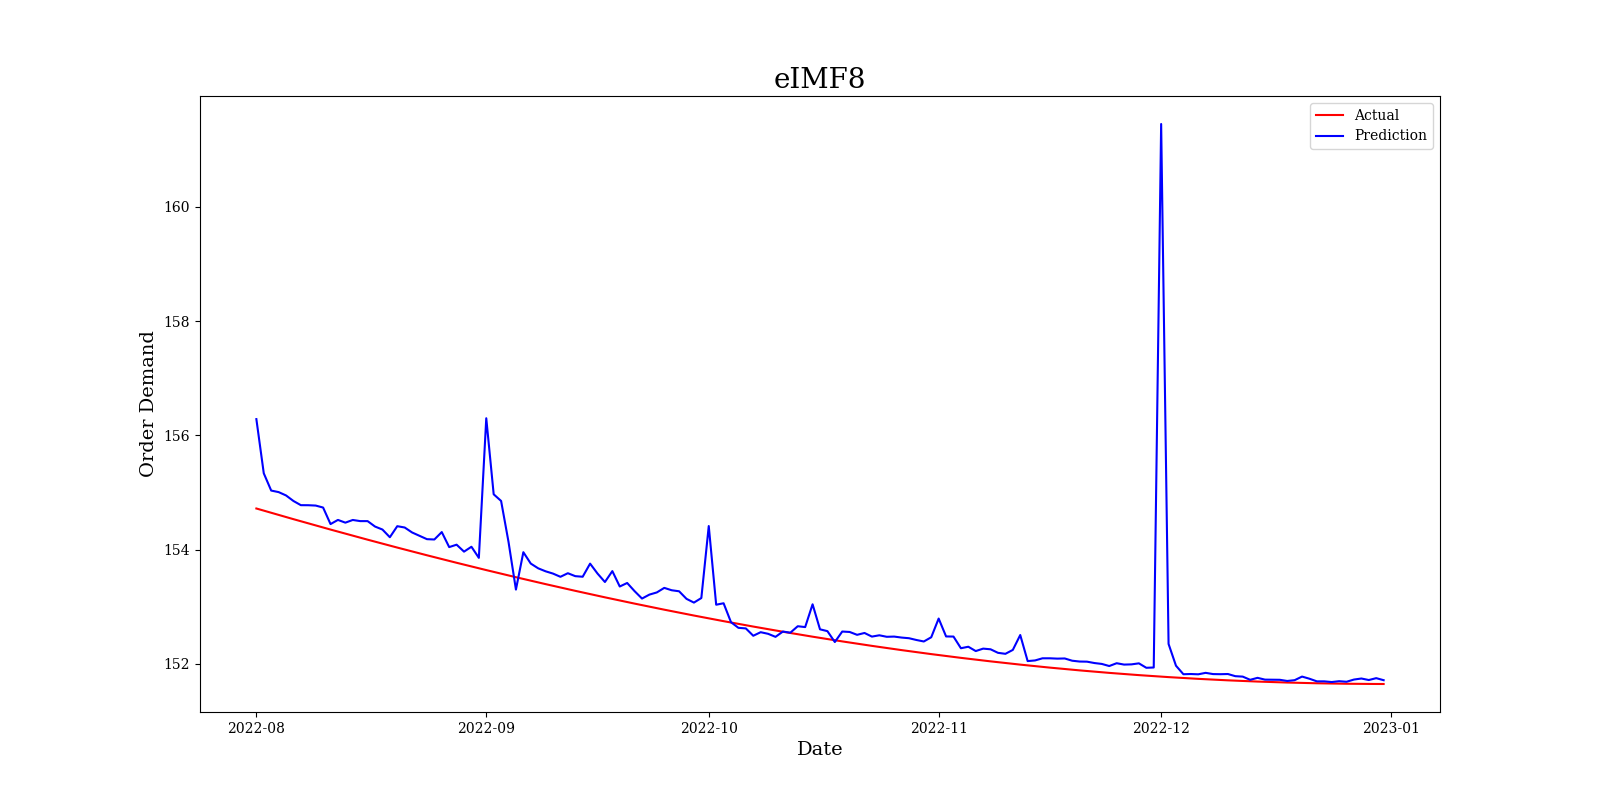 eIMF8
Actual
Prediction
Order Demand
160
158
156
154
152
2022-08
2022-09
2022-10
2022-11
2022-12
2023-01
Date